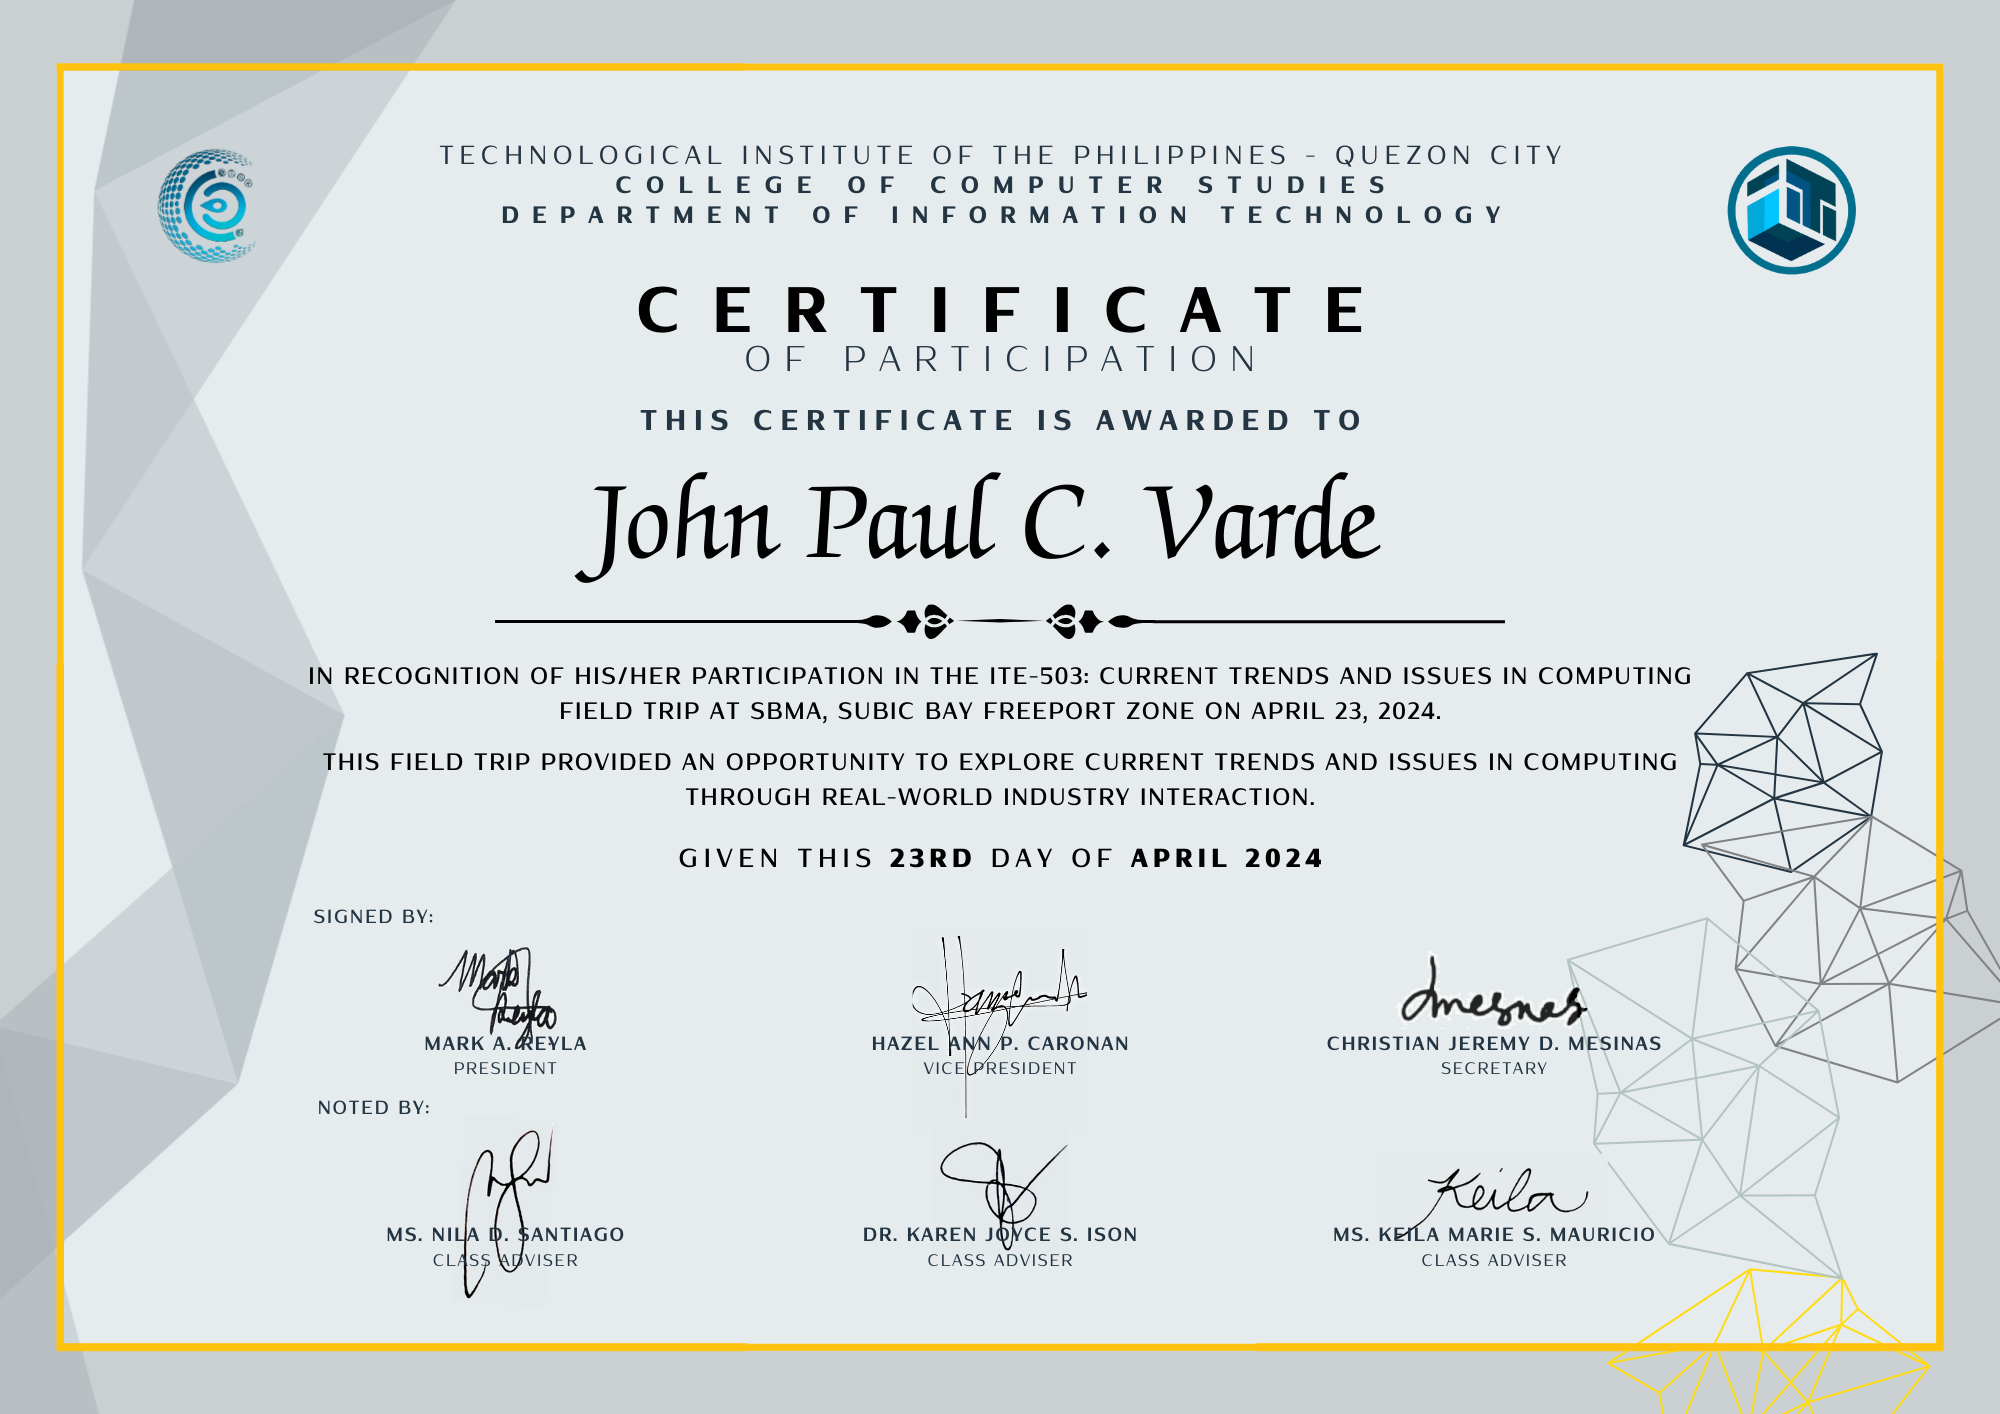 TECHNOLOGICAL INSTITUTE OF THE PHILIPPINES - QUEZON CITY
COLLEGE OF COMPUTER STUDIES
DEPARTMENT OF INFORMATION TECHNOLOGY
CERTIFICATE
OF PARTICIPATION
THIS CERTIFICATE IS AWARDED TO
John Paul C. Varde
IN RECOGNITION OF HIS/HER PARTICIPATION IN THE ITE-503: CURRENT TRENDS AND ISSUES IN COMPUTING
FIELD TRIP AT SBMA, SUBIC BAY FREEPORT ZONE ON APRIL 23, 2024.
THIS FIELD TRIP PROVIDED AN OPPORTUNITY TO EXPLORE CURRENT TRENDS AND ISSUES IN COMPUTING
THROUGH REAL-WORLD INDUSTRY INTERACTION.
GIVEN THIS 23RD DAY OF APRIL 2024
SIGNED BY:
MARK A. REYLA
PRESIDENT
HAZEL ANN P. CARONAN
VICE PRESIDENT
CHRISTIAN JEREMY D. MESINAS
SECRETARY
NOTED BY:
MS. NILA D. SANTIAGO
CLASS ADVISER
DR. KAREN JOYCE S. ISON
CLASS ADVISER
Keila
MS. KEILA MARIE S. MAURICIO
CLASS ADVISER